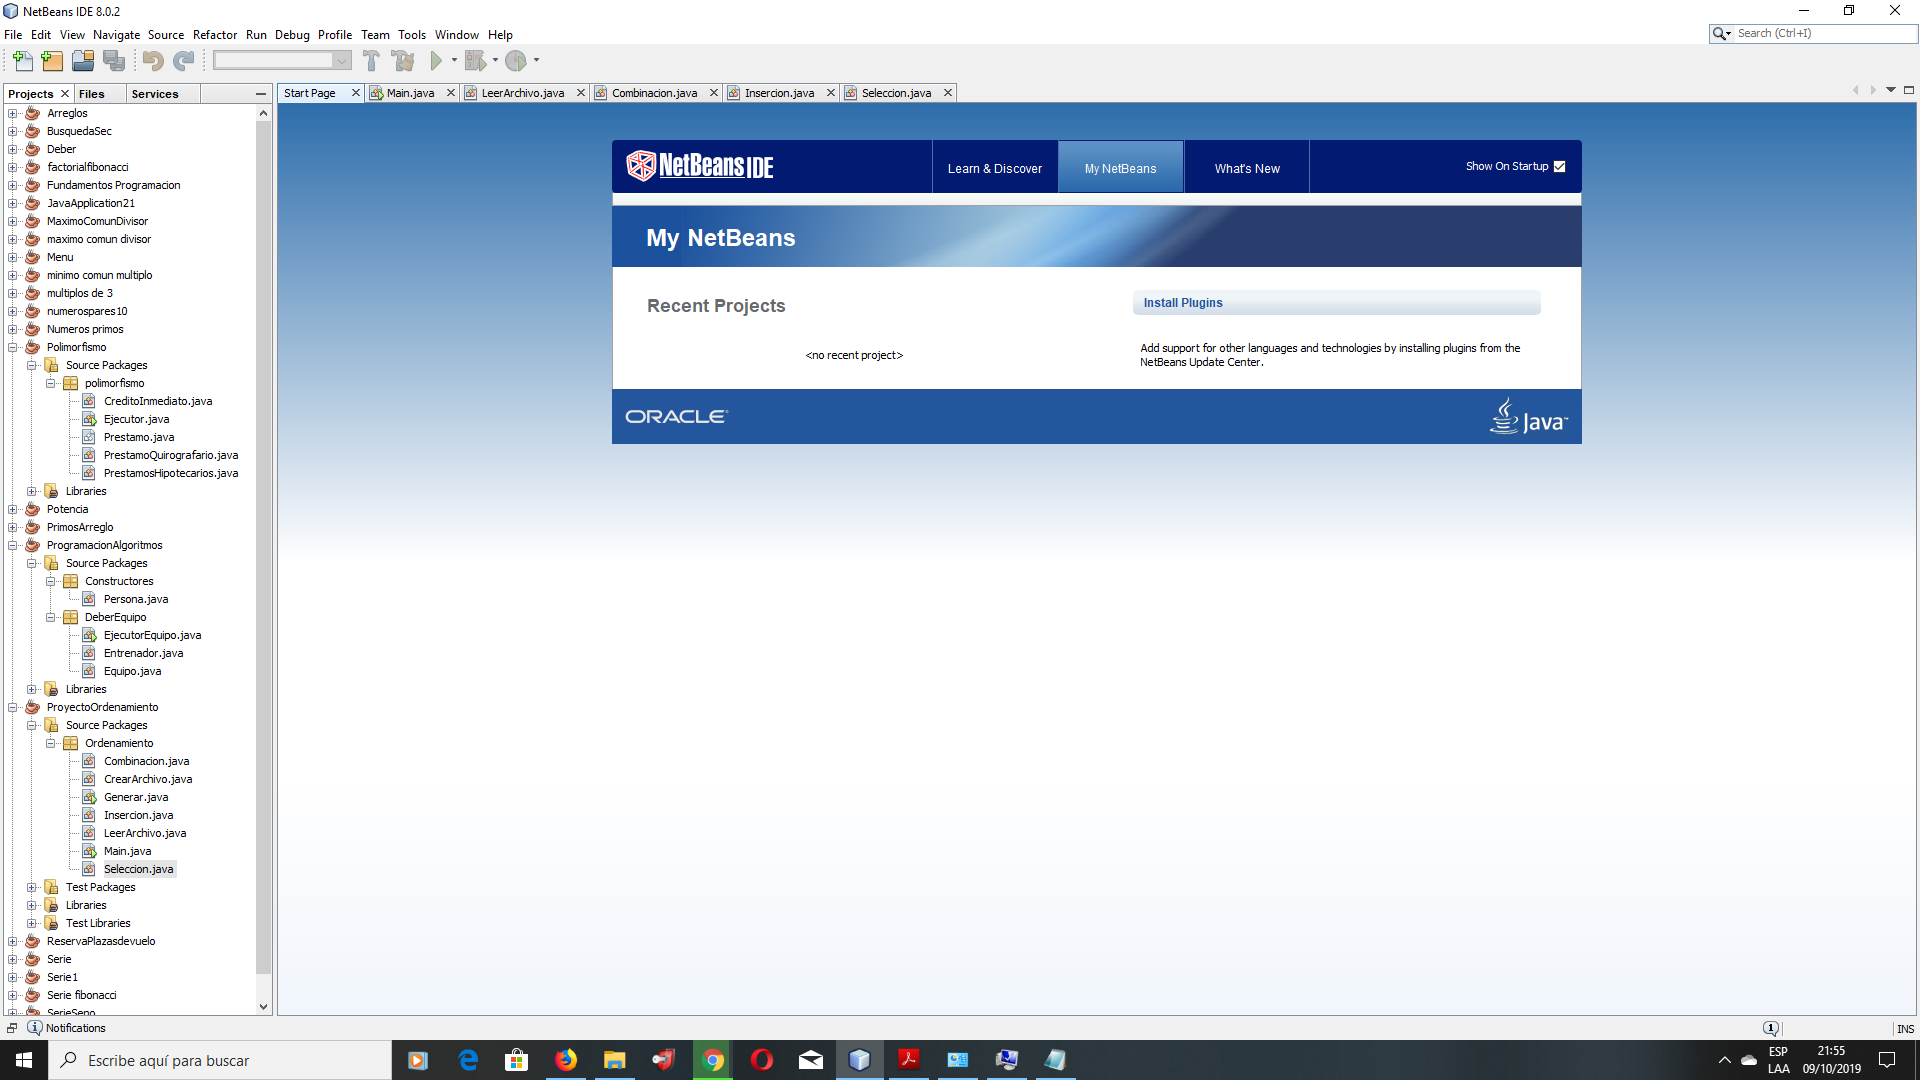 NetBeans IDE 8.0.2
File Edit View Navigate Source Refactor Run Debug Profile Team Tools Window Help
Search (Ctrl+I)
Projects Files Services
Start Page Main.java LeerArchivo.java Combinacion.java Insercion.java Seleccion.java
Arreglos
BusquedaSec
Deber
factorialfibonacci
Fundamentos Programacion
JavaApplication21
MaximoComunDivisor
maximo comun divisor
Menu
minimo comun multiplo
multiplos de 3
numerospares10
Numeros primos
Polimorfismo
Source Packages
polimorfismo
CreditoInmediato.java
Ejecutor.java
Prestamo.java
PrestamoQuirografario.java
PrestamosHipotecarios.java
Libraries
Potencia
PrimosArreglo
ProgramacionAlgoritmos
Source Packages
Constructores
Persona.java
DeberEquipo
EjecutorEquipo.java
Entrenador.java
Equipo.java
Libraries
ProyectoOrdenamiento
Source Packages
Ordenamiento
Combinacion.java
CrearArchivo.java
Generar.java
Insercion.java
LeerArchivo.java
Main.java
Seleccion.java
Test Packages
Libraries
Test Libraries
ReservaPlazasdevuelo
Serie
Serie1
Serie fibonacci
SerieSeno
NetBeans IDE
Learn & Discover My NetBeans What's New Show On Startup
My NetBeans
Recent Projects
<no recent project>
Install Plugins
Add support for other languages and technologies by installing plugins from the
NetBeans Update Center.
ORACLE
Java
Notifications
1
INS
Escribe aquí para buscar
ESP
LAA
21:55
09/10/2019